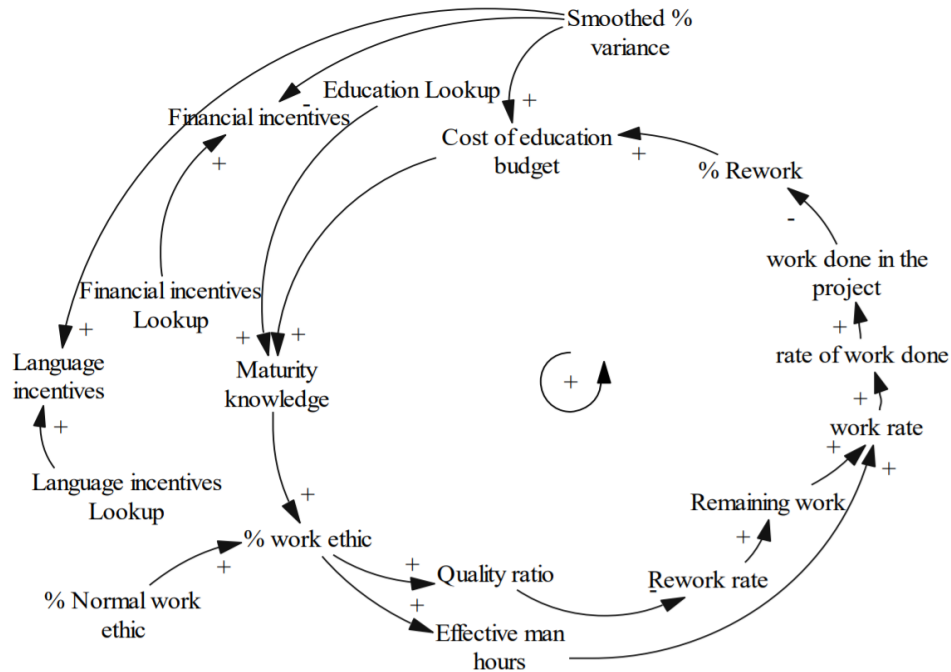 Smoothed %
variance
Education Lookup
-
+
Financial incentives
Cost of education
budget
+
+
% Rework
-
work done in the
project
Financial incentives
Lookup
+
+
+
+
Language
incentives
Maturity
knowledge
+
rate of work done
+
+
work rate
+
+
Language incentives
Lookup
+
Remaining work
% work ethic
+
+
+
Quality ratio
-
Rework rate
% Normal work
ethic
+
Effective man
hours